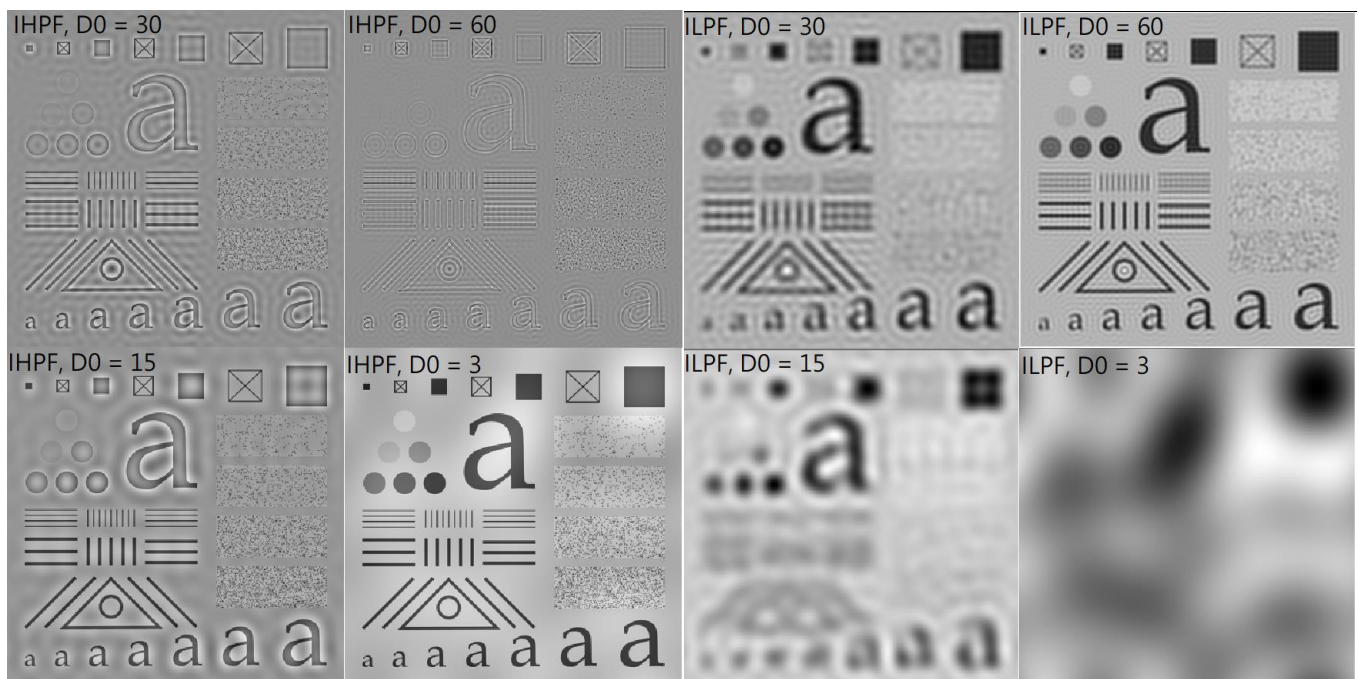 IHPF, D0 = 30
IHPF, D0 = 60
ILPF, D0 = 30
ILPF, D0 = 60
a
a
a
a
a a a a a a a
a a a a a a a
a a a a a a a
a a a a a a a
IHPF, D0 = 15
IHPF, D0 = 3
ILPF, D0 = 15
ILPF, D0 = 3
a
a
a
a a a a a a a
a a a a a a a
a a a